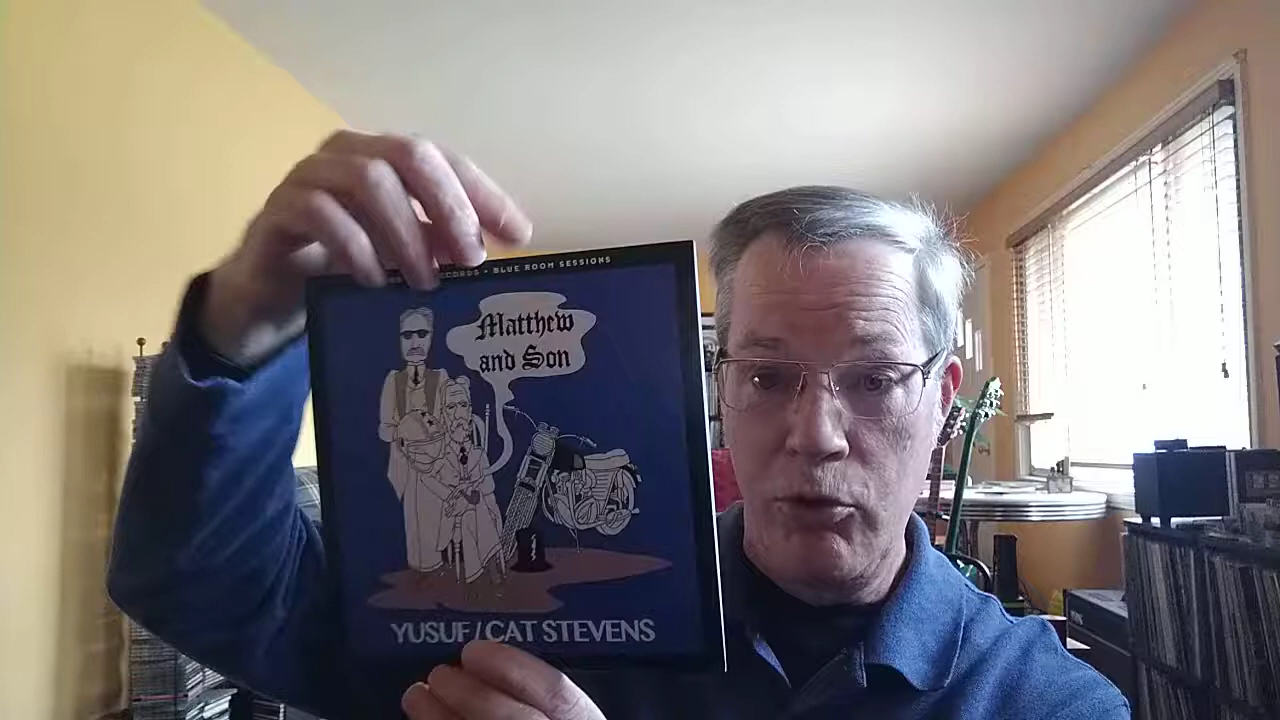 RECORDS • BLUE ROOM SESSIONS
Matthew
and Son
YUSUF/CAT STEVENS